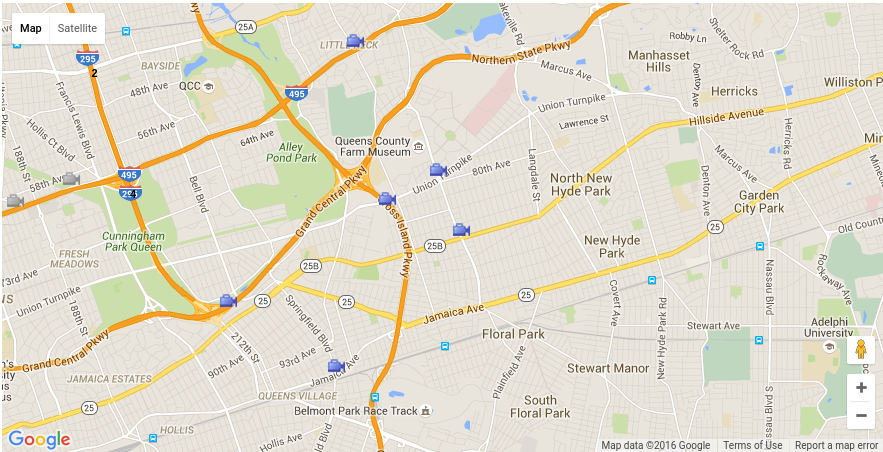 Map
Satellite
25A
LITTLE NECK
295
2
BAYSIDE
QCC
48th Ave
Francis Lewis Blvd
Hollis Ct Blvd
56th Ave
64th Ave
495
Alley
Pond Park
Northern State Pkwy
Marcus Ave
Lakeville Rd
Robby Ln
Shelter Rock Rd
Manhasset
Hills
Denton Ave
Herricks
Williston P
Hillside Avenue
Herricks Rd
Union Turnpike
Lawrence St
Queens County
Farm Museum
Union Turnpike
80th Ave
Langdale St
North New
Hyde Park
Marcus Ave
Denton Ave
Garden
City Park
188th St
58th Ave
495
295
Bell Blvd
Grand Central Pkwy
Cross Island Pkwy
Cunningham
Park Queen
FRESH
MEADOWS
73rd Ave
Union Turnpike
188th St
25B
25B
25
New Hyde
Park
Old Country
Rockaway Ave
Nassau Blvd
25
Springfield Blvd
25
Jamaica Ave
Covert Ave
New Hyde Park Rd
Stewart Ave
Adelphi
University
Floral Park
Grand Central Pkwy
212th St
90th Ave
93rd Ave
Jamaica Ave
JAMAICA ESTATES
QUEENS VILLAGE
25
Belmont Park Race Track
Plainfield Ave
Stewart Manor
South
Floral Park
HOLLIS
Hollis Ave
Google
Map data ©2016 Google
Terms of Use
Report a map error